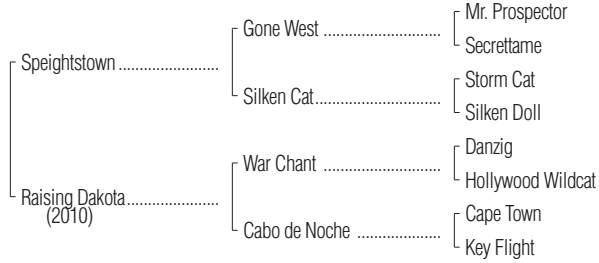 Mr. Prospector
Gone West ..............................
Secrettame
Speightstown .........................
Storm Cat
Silken Cat................................
Silken Doll
Danzig
War Chant ..............................
Hollywood Wildcat
Raising Dakota.......................
(2010)
Cape Town
Cabo de Noche .....................
Key Flight